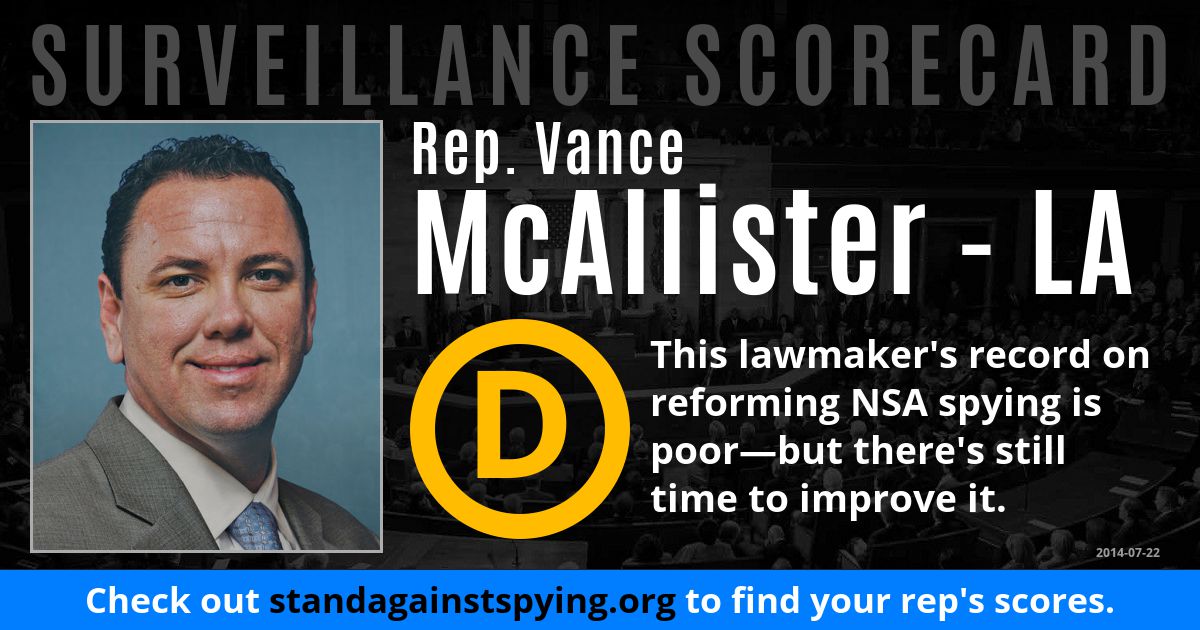 SURVEILLANCE SCORECARD
Rep. Vance
McAllister - LA
D
This lawmaker's record on
reforming NSA spying is
poor—but there's still
time to improve it.
2014-07-22
Check out standagainstspying.org to find your rep's scores.